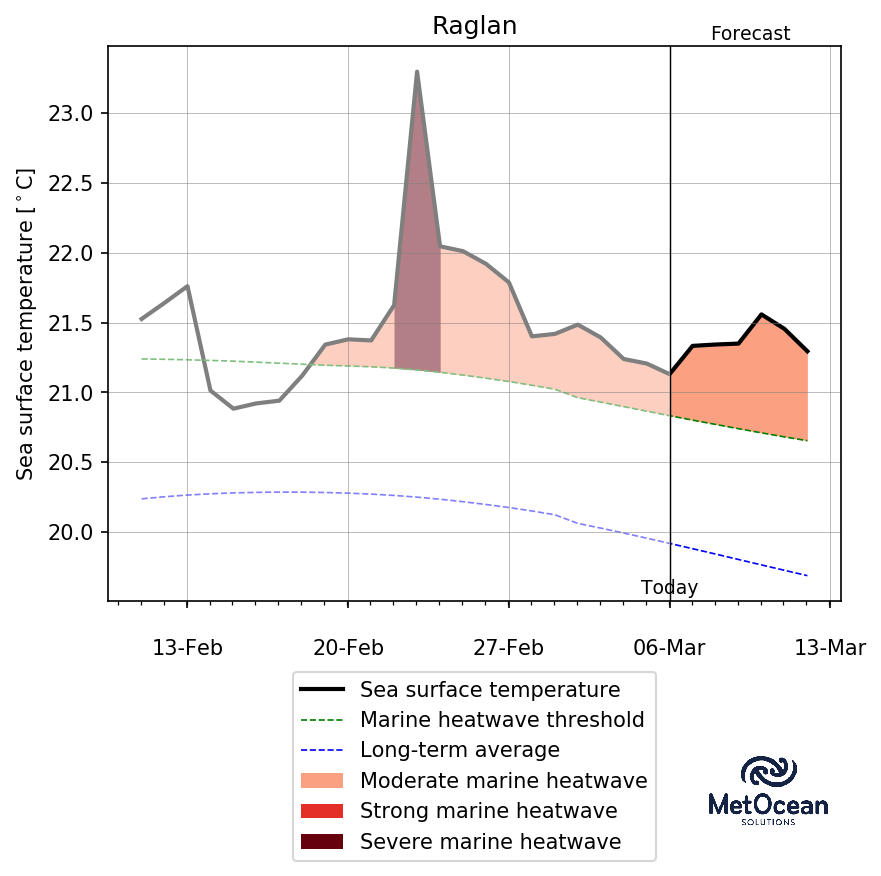 Raglan
Forecast
Sea surface temperature [°C]
23.0
22.5
22.0
21.5
21.0
20.5
20.0
Today
13-Feb 20-Feb 27-Feb 06-Mar 13-Mar
Sea surface temperature
Marine heatwave threshold
Long-term average
Moderate marine heatwave
Strong marine heatwave
Severe marine heatwave
MetOcean
SOLUTIONS